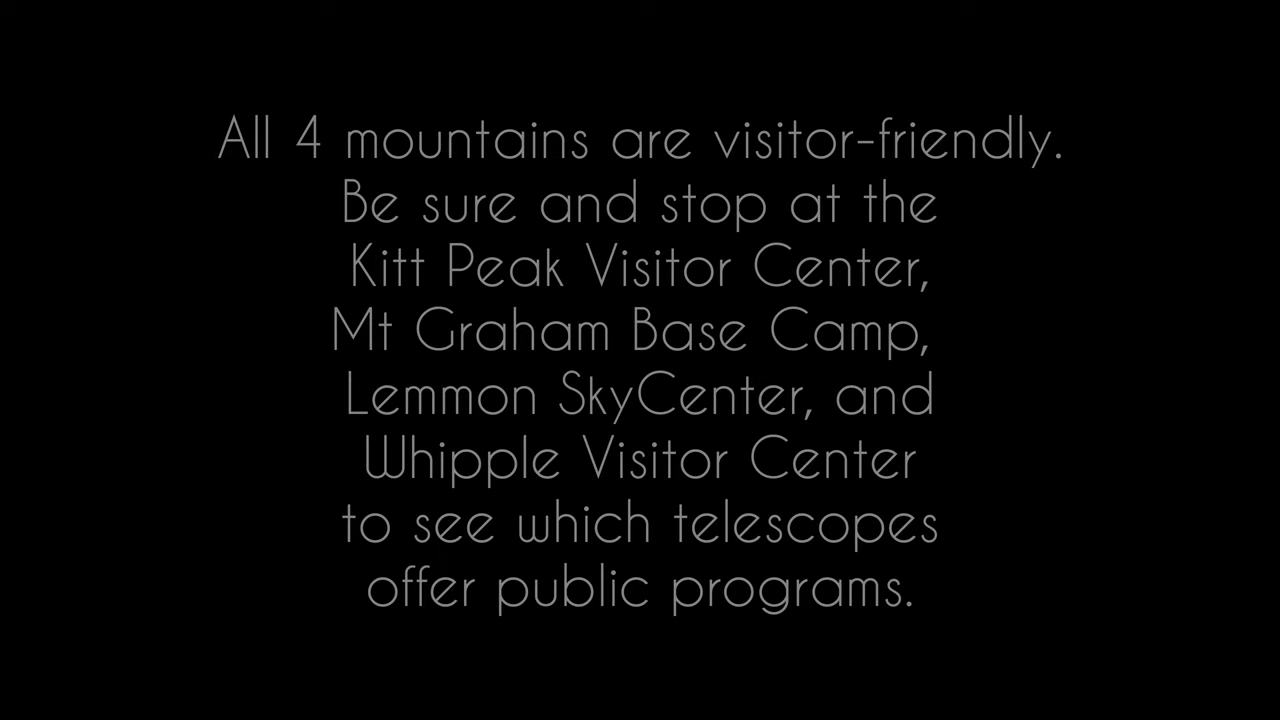 All 4 mountains are visitor-friendly.
Be sure and stop at the
Kitt Peak Visitor Center,
Mt Graham Base Camp,
Lemmon SkyCenter, and
Whipple Visitor Center
to see which telescopes
offer public programs.